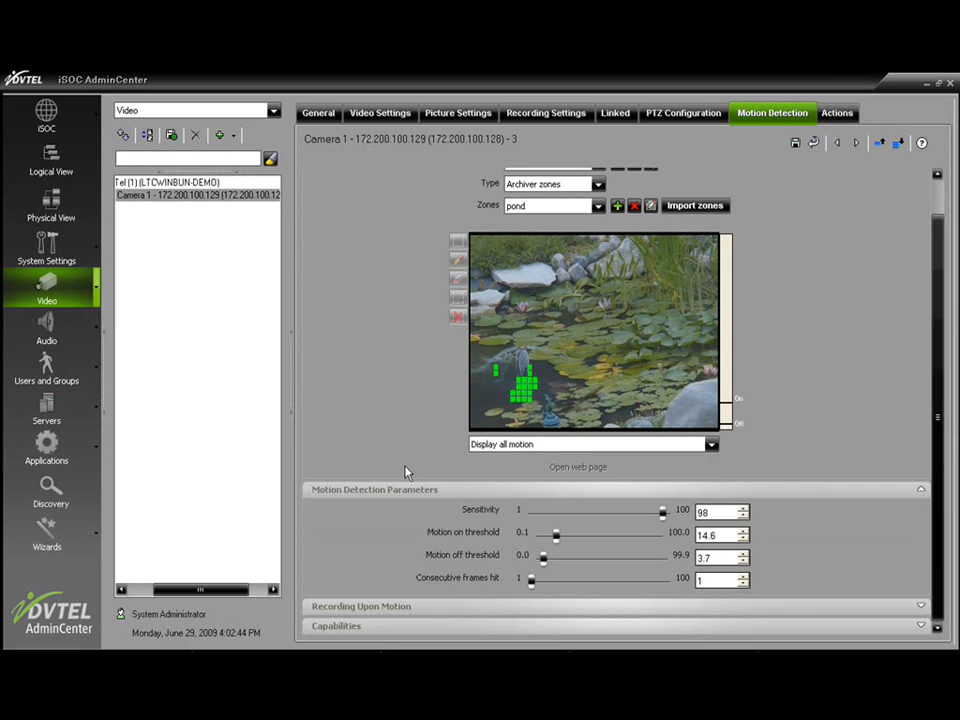 DVTEL iSOC AdminCenter
Video
General Video Settings Picture Settings Recording Settings Linked PTZ Configuration Motion Detection Actions
Camera 1 - 172.200.100.129 (172.200.100.128) - 3
iSOC
Logical View
Physical View
System Settings
Video
Audio
Users and Groups
Servers
Applications
Discovery
Wizards
DVTEL
AdminCenter
Tel (1) (LTCWINBUN-DEMO)
Camera 1 - 172.200.100.129 (172.200.100.12
System Administrator
Monday, June 29, 2009 4:02:44 PM
Type Archiver zones
Zones pond Import zones
On
Off
Display all motion
Open web page
Motion Detection Parameters
Sensitivity 1 100 98
Motion on threshold 0.1 100.0 14.6
Motion off threshold 0.0 99.9 3.7
Consecutive frames hit 1 100 1
Recording Upon Motion
Capabilities